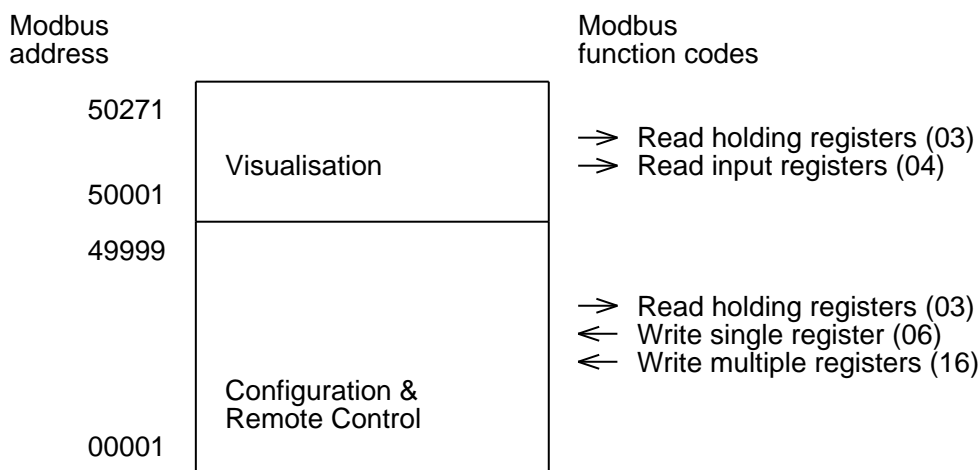 Modbus
address
Modbus
function codes
50271
Read holding registers (03)
Visualisation
Read input registers (04)
50001
49999
Read holding registers (03)
Write single register (06)
Write multiple registers (16)
Configuration &
Remote Control
00001